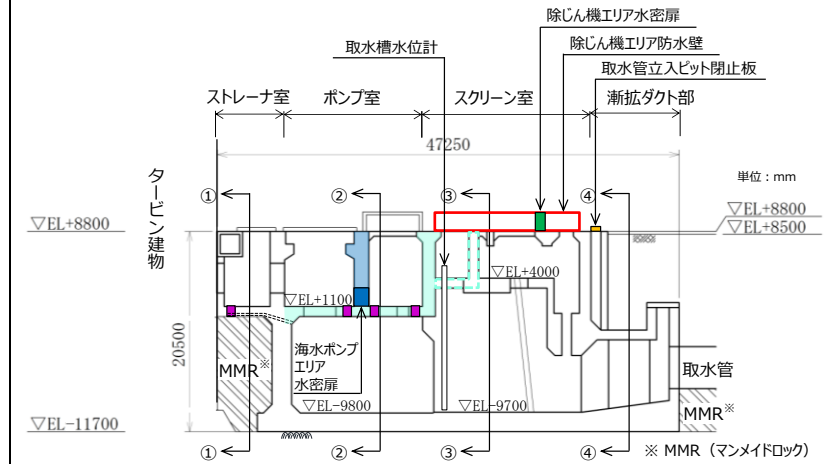 除じん機エリア水密扉
取水槽水位計
除じん機エリア防水壁
取水管立入ピット閉止板
ストレーナ室
ポンプ室
スクリーン室
漸拡ダクト部
47250
単位：mm
タービン建物
①
②
③
④
▽EL+8800
▽EL+8800
▽EL+8500
▽EL+4000
▽EL+1100
20500
海水ポンプ
エリア
水密扉
MMR※
取水管
▽EL-9800
▽EL-9700
MMR※
▽EL-11700
①
②
③
④
※ MMR（マンメイドロック）